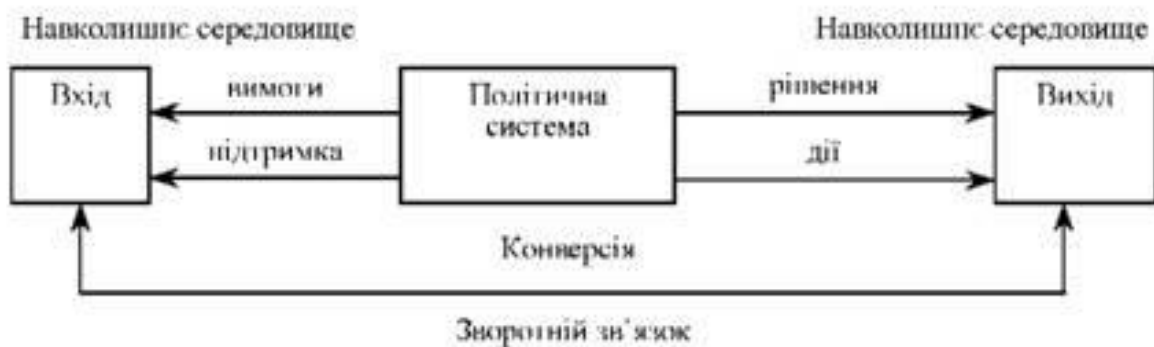 Навколишнє середовище
Навколишнє середовище
Вхід
вимоги
Політична
система
рішення
Вихід
підтримка
дії
Конверсія
Зворотній зв'язок